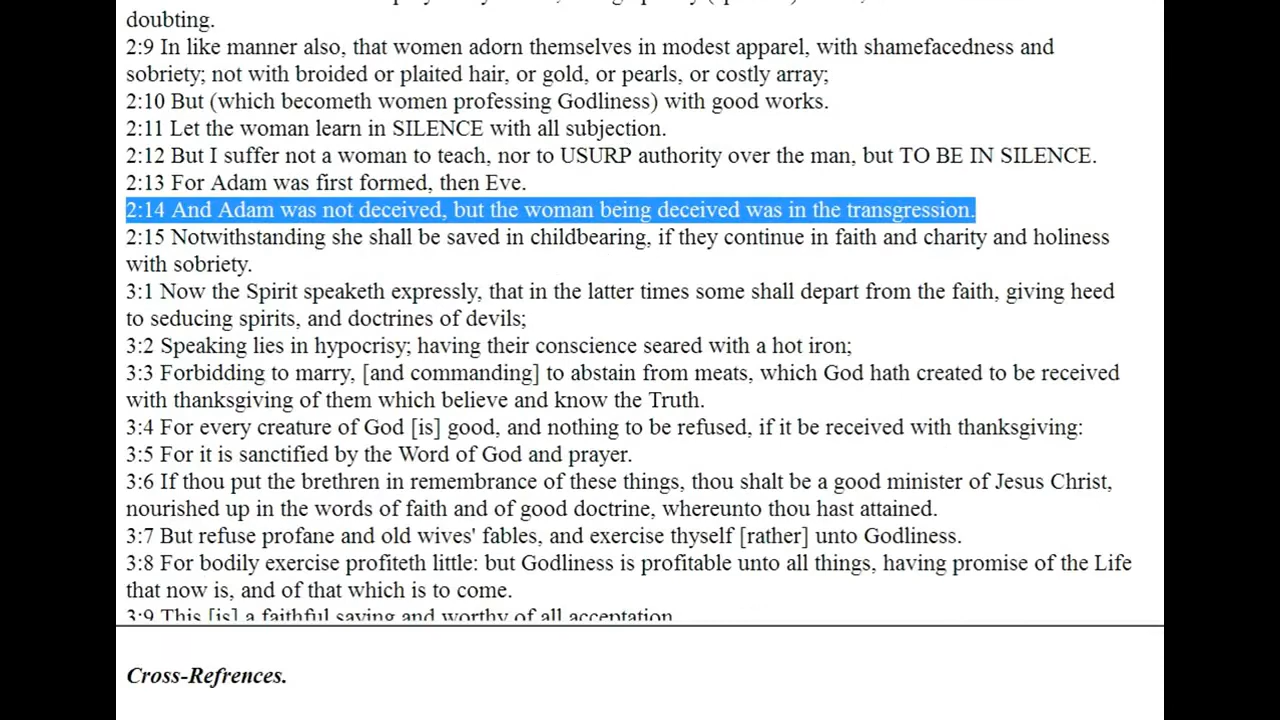 doubting.
2:9 In like manner also, that women adorn themselves in modest apparel, with shamefacedness and
sobriety; not with broided or plaited hair, or gold, or pearls, or costly array;
2:10 But (which becometh women professing Godliness) with good works.
2:11 Let the woman learn in SILENCE with all subjection.
2:12 But I suffer not a woman to teach, nor to USURP authority over the man, but TO BE IN SILENCE.
2:13 For Adam was first formed, then Eve.
2:14 And Adam was not deceived, but the woman being deceived was in the transgression.
2:15 Notwithstanding she shall be saved in childbearing, if they continue in faith and charity and holiness
with sobriety.
3:1 Now the Spirit speaketh expressly, that in the latter times some shall depart from the faith, giving heed
to seducing spirits, and doctrines of devils;
3:2 Speaking lies in hypocrisy; having their conscience seared with a hot iron;
3:3 Forbidding to marry, [and commanding] to abstain from meats, which God hath created to be received
with thanksgiving of them which believe and know the Truth.
3:4 For every creature of God [is] good, and nothing to be refused, if it be received with thanksgiving:
3:5 For it is sanctified by the Word of God and prayer.
3:6 If thou put the brethren in remembrance of these things, thou shalt be a good minister of Jesus Christ,
nourished up in the words of faith and of good doctrine, whereunto thou hast attained.
3:7 But refuse profane and old wives' fables, and exercise thyself [rather] unto Godliness.
3:8 For bodily exercise profiteth little: but Godliness is profitable unto all things, having promise of the Life
that now is, and of that which is to come.
3:9 This [is] a faithful saying and worthy of all acceptation
Cross-Refrences.